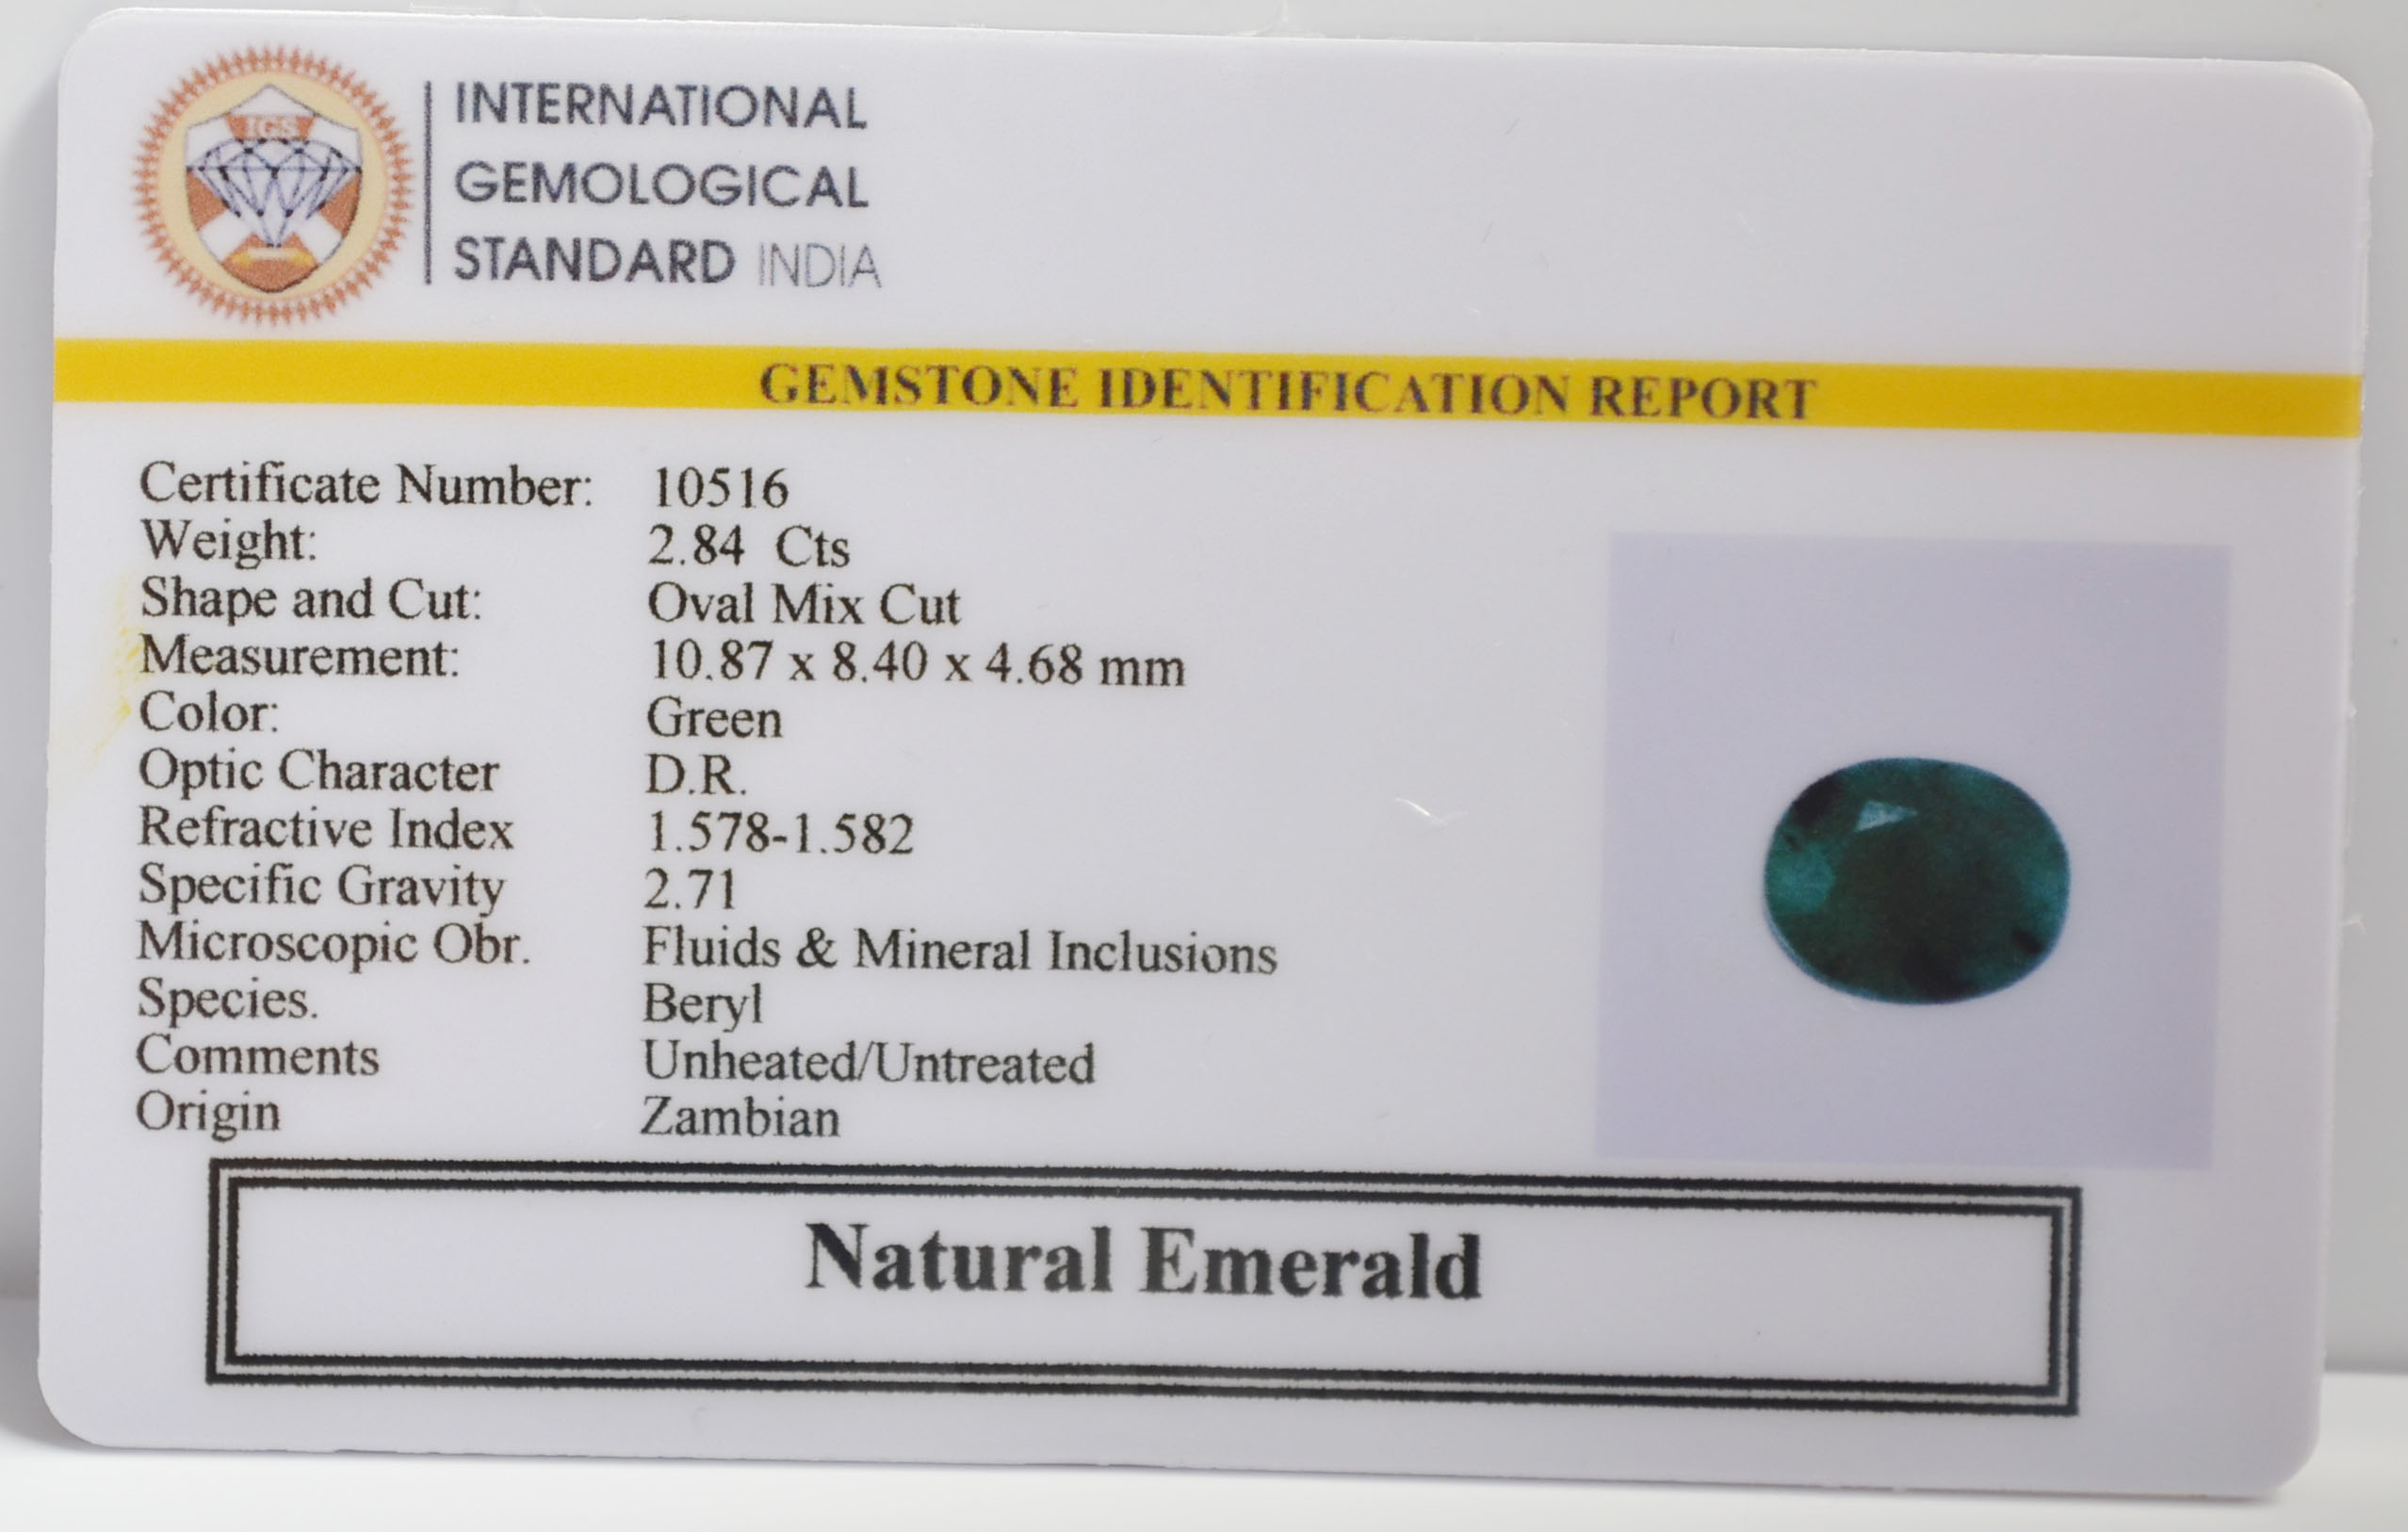 IGS
INTERNATIONAL
GEMOLOGICAL
STANDARD INDIA
GEMSTONE IDENTIFICATION REPORT
Certificate Number: 10516
Weight: 2.84 Cts
Shape and Cut: Oval Mix Cut
Measurement: 10.87 x 8.40 x 4.68 mm
Color: Green
Optic Character D.R.
Refractive Index 1.578-1.582
Specific Gravity 2.71
Microscopic Obr. Fluids & Mineral Inclusions
Species. Beryl
Comments Unheated/Untreated
Origin Zambian
Natural Emerald